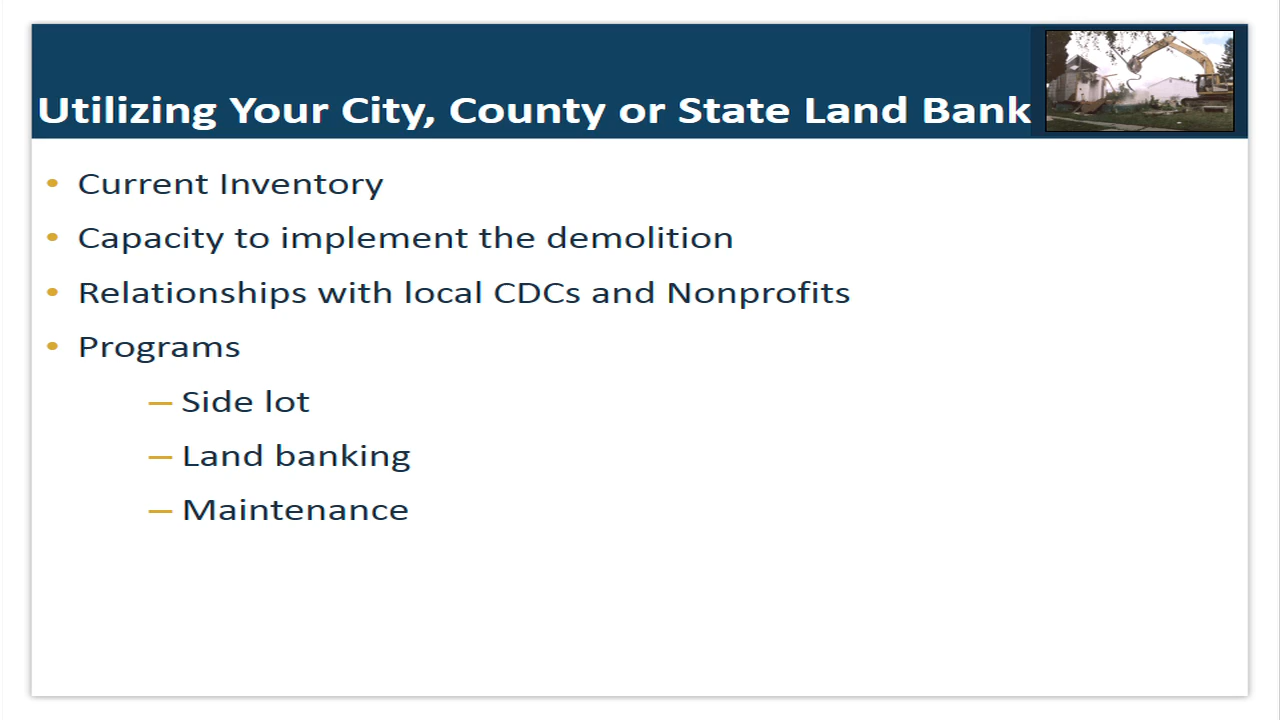 Utilizing Your City, County or State Land Bank
• Current Inventory
• Capacity to implement the demolition
• Relationships with local CDCs and Nonprofits
• Programs
– Side lot
– Land banking
– Maintenance